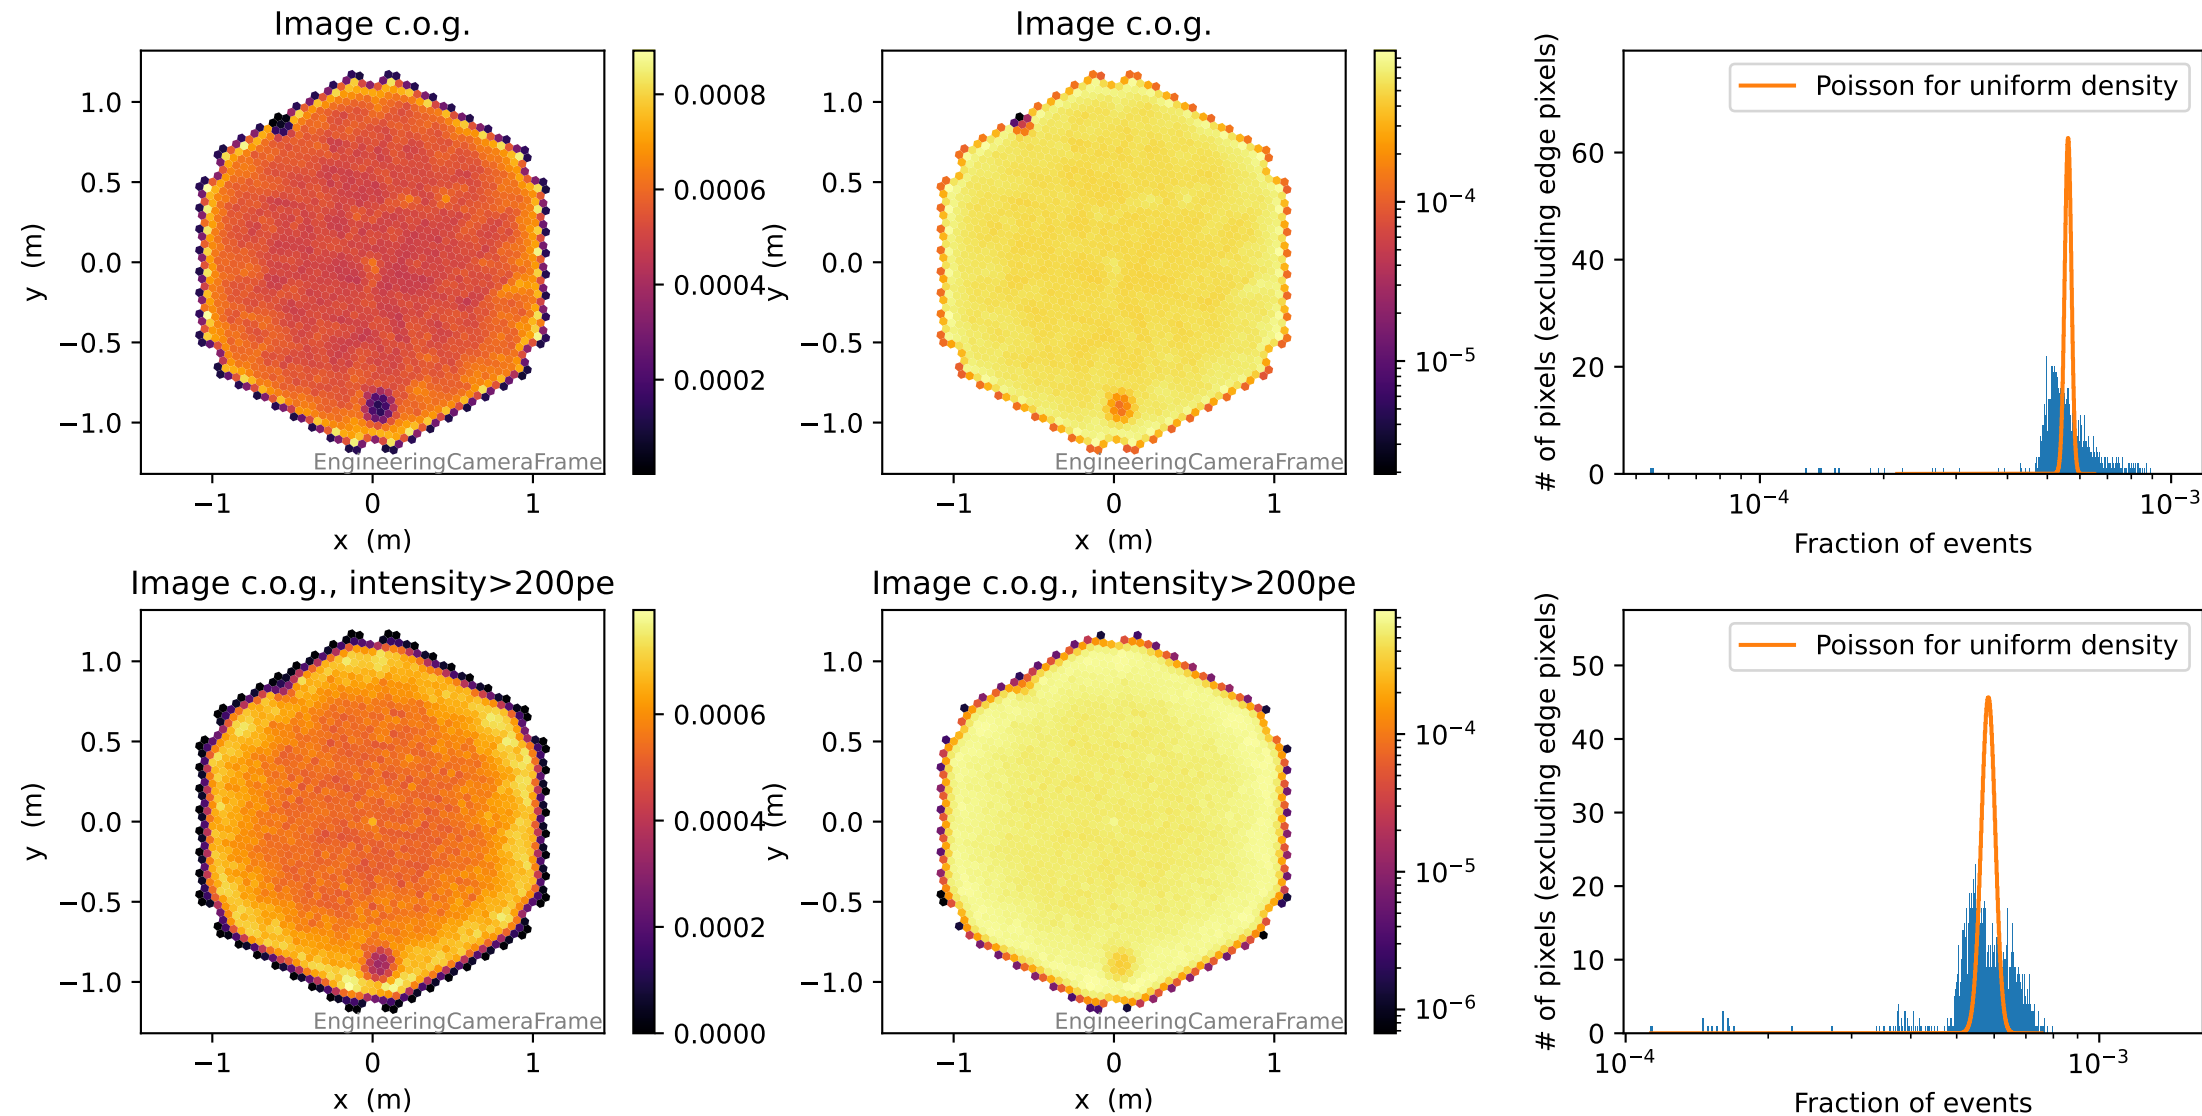 Image c.o.g.
1.0
0.5
0.0
−0.5
−1.0
y (m)
−1
0
1
x (m)
EngineeringCameraFrame
0.0008
0.0006
0.0004
0.0002
Image c.o.g.
1.0
0.5
0.0
−0.5
−1.0
y (m)
−1
0
1
x (m)
EngineeringCameraFrame
10⁻⁴
10⁻⁵
Poisson for uniform density
60
40
20
0
# of pixels (excluding edge pixels)
10⁻⁴
10⁻³
Fraction of events
Image c.o.g., intensity>200pe
1.0
0.5
0.0
−0.5
−1.0
y (m)
−1
0
1
x (m)
EngineeringCameraFrame
0.0006
0.0004
0.0002
0.0000
Image c.o.g., intensity>200pe
1.0
0.5
0.0
−0.5
−1.0
y (m)
−1
0
1
x (m)
EngineeringCameraFrame
10⁻⁴
10⁻⁵
10⁻⁶
Poisson for uniform density
50
40
30
20
10
0
# of pixels (excluding edge pixels)
10⁻⁴
10⁻³
Fraction of events